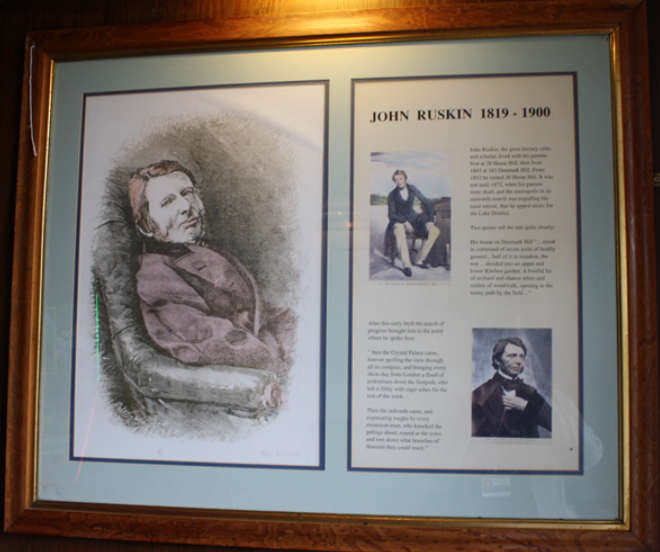 JOHN RUSKIN 1819 - 1900
John Ruskin, the great literary critic
and scholar, lived with his parents
first at 28 Herne Hill, then from
1843 at 163 Denmark Hill. From
1852 he rented 30 Herne Hill. It was
not until 1872, when his parents
were dead, and the metropolis in its
outwards march was engulfing his
rural retreat, that he upped sticks for
the Lake District.
Two quotes tell the tale quite clearly:
His house on Denmark Hill " .. stood
in command of seven acres of healthy
ground... half of it in meadow, the
rest ... divided into an upper and
lower Kitchen garden. A fruitful bit
of orchard and chance inlets and
outlets of woodwalk, opening to the
sunny path by the field ..."
After this early Idyll the march of
progress brought him to the point
where he spoke thus:
" then the Crystal Palace came,
forever spoiling the view through
all its compass, and bringing every
show day from London a flood of
pedestrians down the footpath, who
left it filthy with cigar ashes for the
rest of the week.
Then the railroads came, and
expatiating roughs by every
excursion train, who knocked the
palings about, roared at the cows
and tore down what branches of
blossom they could reach."